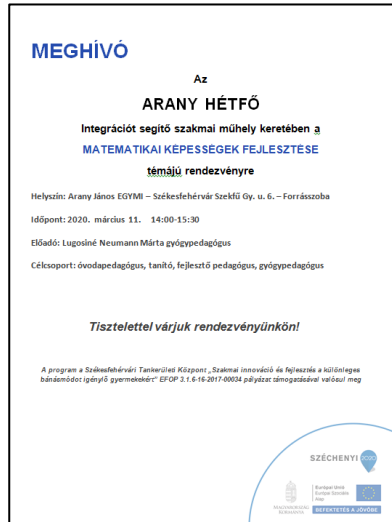 MEGHÍVÓ
Az
ARANY HÉTFŐ
Integrációt segítő szakmai műhely keretében a
MATEMATIKAI KÉPESSÉGEK FEJLESZTÉSE
témájú rendezvényre
Helyszín: Arany János EGYMI – Székesfehérvár Szekfű Gy. u. 6. – Forrásszoba
Időpont: 2020. március 11. 14:00-15:30
Előadó: Lugosiné Neumann Márta gyógypedagógus
Célcsoport: óvodapedagógus, tanító, fejlesztő pedagógus, gyógypedagógus
Tisztelettel várjuk rendezvényünkön!
A program a Székesfehérvári Tankerületi Központ „Szakmai innováció és fejlesztés a különleges
bánásmódot igénylő gyermekekért" EFOP 3.1.6-16-2017-00034 pályázat támogatásával valósul meg
SZÉCHENYI 2020
Európai Unió
Európai Szociális
Alap
MAGYARORSZÁG
KORMÁNYA
BEFEKTETÉS A JÖVŐBE